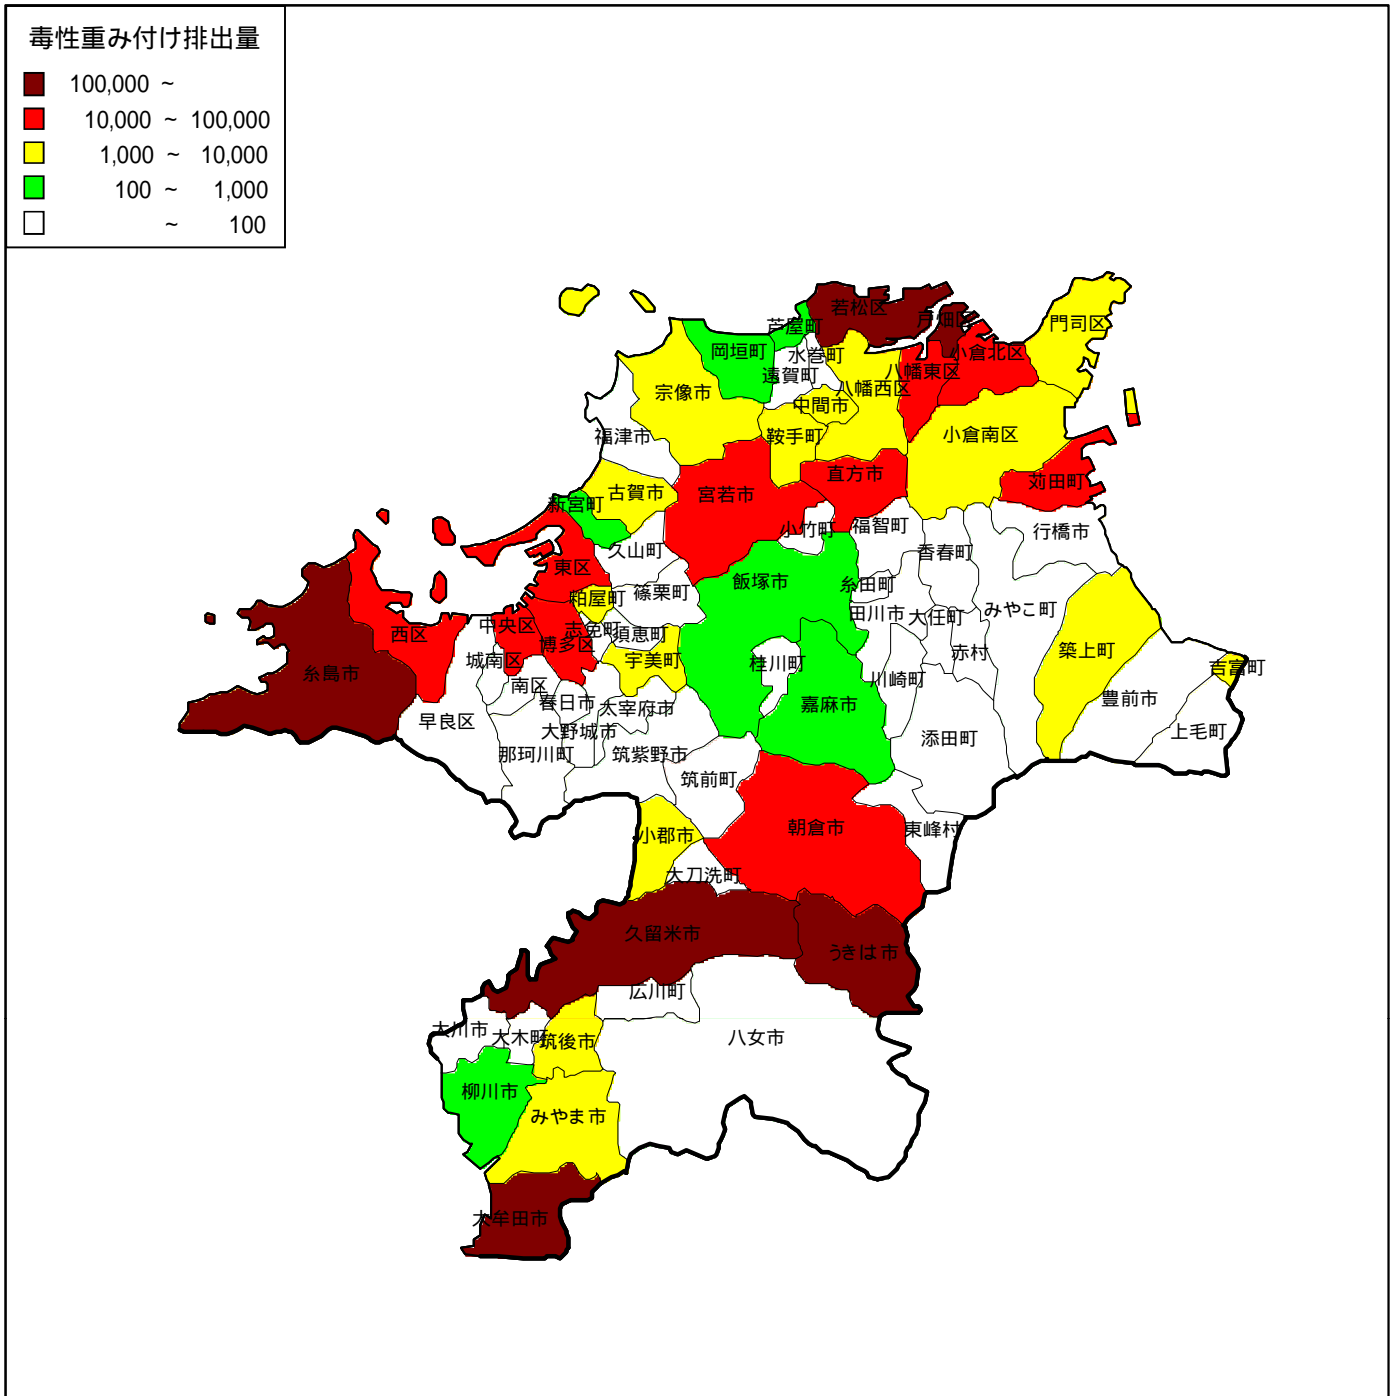 毒性重み付け排出量
100,000 ~
10,000 ~ 100,000
1,000 ~ 10,000
100 ~ 1,000
~ 100
若松区
戸畑区
門司区
芦屋町
岡垣町
水巻町
小倉北区
遠賀町
八幡東区
宗像市
八幡西区
中間市
福津市
鞍手町
小倉南区
直方市
苅田町
古賀市
宮若市
新宮町
小竹町
福智町
行橋市
久山町
香春町
東区
飯塚市
糸田町
篠栗町
粕屋町
みやこ町
田川市
大任町
中央区
志免町
須恵町
西区
博多区
築上町
城南区
宇美町
桂川町
赤村
吉富町
糸島市
南区
川崎町
春日市
太宰府市
嘉麻市
豊前市
早良区
大野城市
上毛町
那珂川町
筑紫野市
添田町
筑前町
小郡市
朝倉市
東峰村
大刀洗町
久留米市
うきは市
広川町
大川市
大木町
筑後市
八女市
柳川市
みやま市
大牟田市